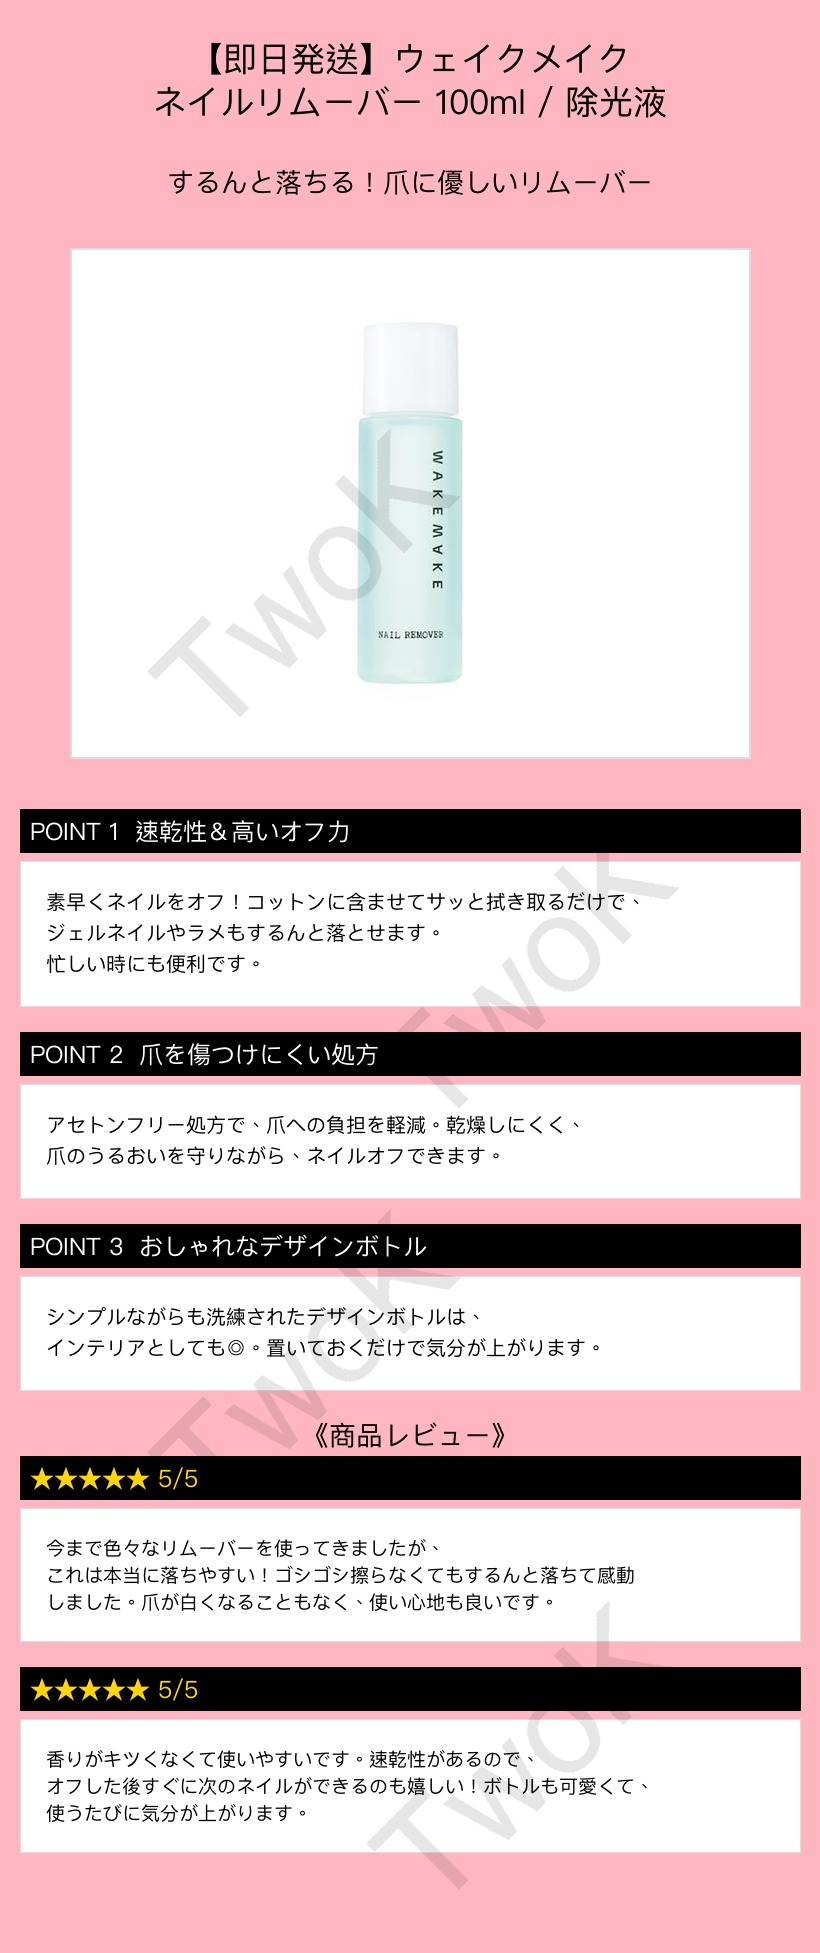 【即日発送】ウェイクメイク
ネイルリムーバー 100ml / 除光液
するんと落ちる！爪に優しいリムーバー
WAKEMAKE
NAIL REMOVER
TwoK
POINT 1 速乾性＆高いオフ力
素早くネイルをオフ！コットンに含ませてサッと拭き取るだけで、
ジェルネイルやラメもするんと落とせます。
忙しい時にも便利です。
TwoK
POINT 2 爪を傷つけにくい処方
アセトンフリー処方で、爪への負担を軽減。乾燥しにくく、
爪のうるおいを守りながら、ネイルオフできます。
POINT 3 おしゃれなデザインボトル
シンプルながらも洗練されたデザインボトルは、
インテリアとしても◎。置いておくだけで気分が上がります。
TwoK
《商品レビュー》
★★★★★ 5/5
今まで色々なリムーバーを使ってきましたが、
これは本当に落ちやすい！ゴシゴシ擦らなくてもするんと落ちて感動
しました。爪が白くなることもなく、使い心地も良いです。
★★★★★ 5/5
香りがキツくなくて使いやすいです。速乾性があるので、
オフした後すぐに次のネイルができるのも嬉しい！ボトルも可愛くて、
使うたびに気分が上がります。
TwoK